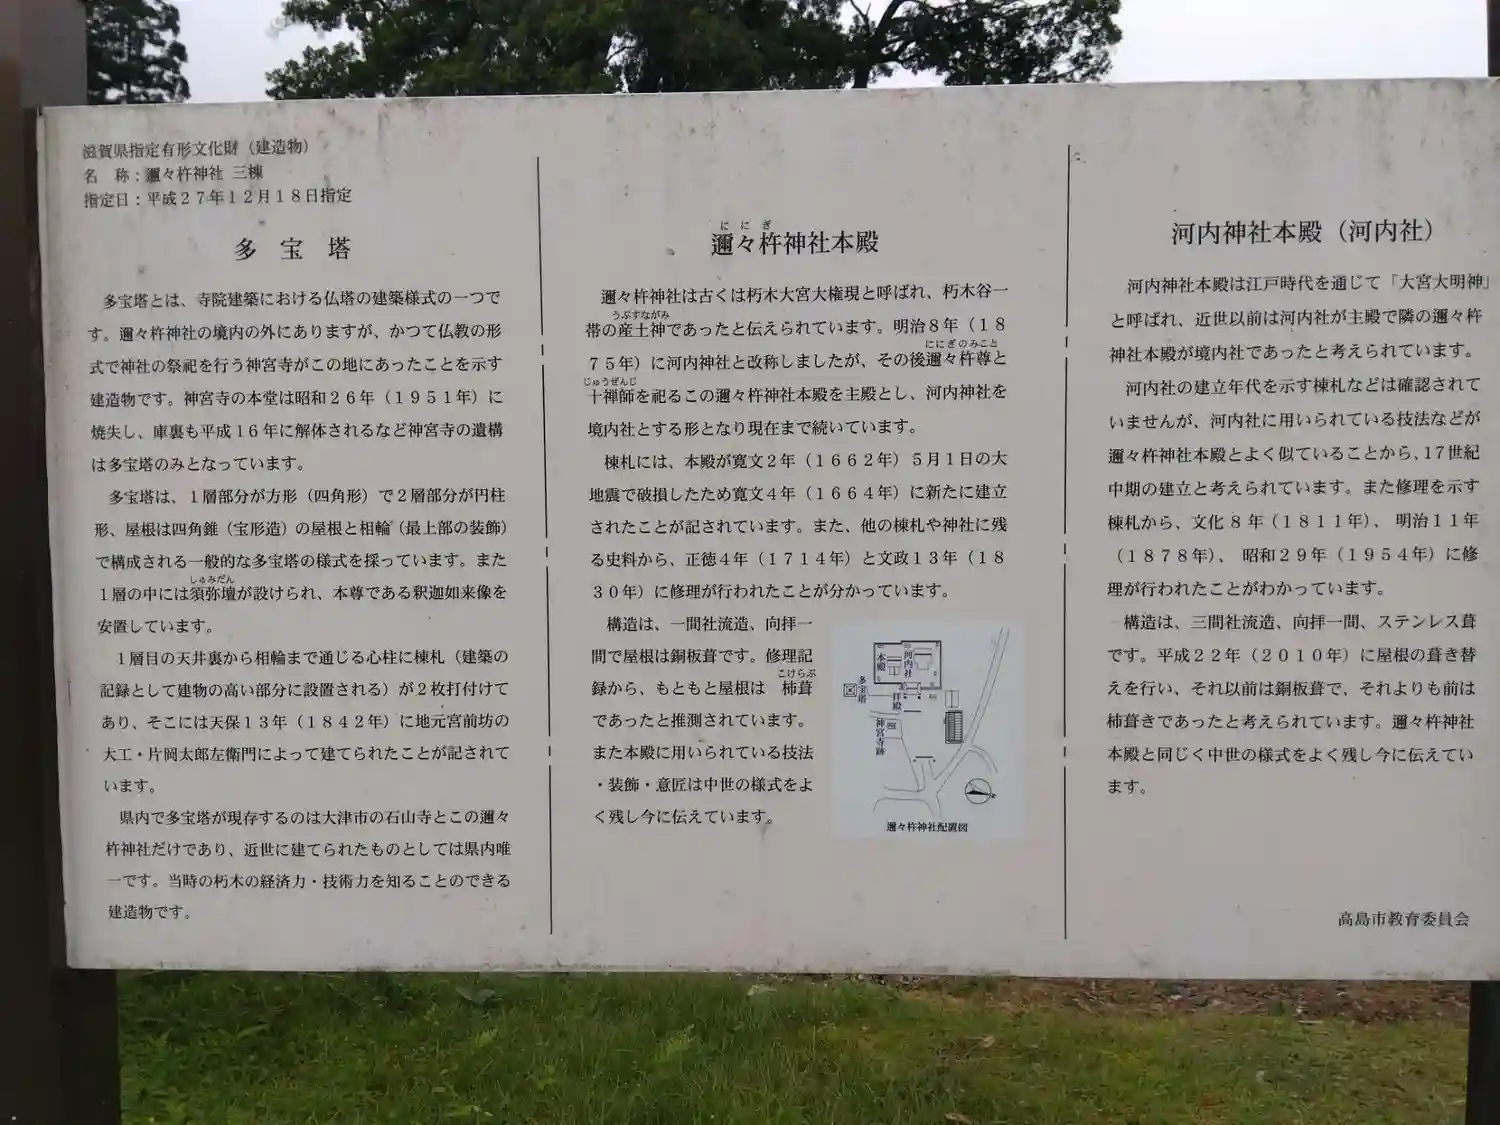 滋賀県指定有形文化財（建造物）
名　称：邇々杵神社 三棟
指定日：平成２７年１２月１８日指定
多　宝　塔
多宝塔とは、寺院建築における仏塔の建築様式の一つで
す。邇々杵神社の境内の外にありますが、かつて仏教の形
式で神社の祭祀を行う神宮寺がこの地にあったことを示す
建造物です。神宮寺の本堂は昭和２６年（１９５１年）に
焼失し、庫裏も平成１６年に解体されるなど神宮寺の遺構
は多宝塔のみとなっています。
多宝塔は、１層部分が方形（四角形）で２層部分が円柱
形、屋根は四角錐（宝形造）の屋根と相輪（最上部の装飾）
で構成される一般的な多宝塔の様式を採っています。また
しゅみだん
１層の中には須弥壇が設けられ、本尊である釈迦如来像を
安置しています。
１層目の天井裏から相輪まで通じる心柱に棟札（建築の
記録として建物の高い部分に設置される）が２枚打付けて
あり、そこには天保１３年（１８４２年）に地元宮前坊の
大工・片岡太郎左衛門によって建てられたことが記されて
います。
県内で多宝塔が現存するのは大津市の石山寺とこの邇々
杵神社だけであり、近世に建てられたものとしては県内唯
一です。当時の朽木の経済力・技術力を知ることのできる
建造物です。
ににぎ
邇々杵神社本殿
邇々杵神社は古くは朽木大宮大権現と呼ばれ、朽木谷一
うぶすながみ
帯の産土神であったと伝えられています。明治８年（１８
ににぎのみこと
７５年）に河内神社と改称しましたが、その後邇々杵尊と
じゅうぜんじ
十禅師を祀るこの邇々杵神社本殿を主殿とし、河内神社を
境内社とする形となり現在まで続いています。
棟札には、本殿が寛文２年（１６６２年）５月１日の大
地震で破損したため寛文４年（１６６４年）に新たに建立
されたことが記されています。また、他の棟札や神社に残
る史料から、正徳４年（１７１４年）と文政１３年（１８
３０年）に修理が行われたことが分かっています。
構造は、一間社流造、向拝一
間で屋根は銅板葺です。修理記
こけらぶ
録から、もともと屋根は　杮葺
であったと推測されています。
また本殿に用いられている技法
・装飾・意匠は中世の様式をよ
く残し今に伝えています。
本殿
河内社
多宝塔
拝殿
神宮寺跡
邇々杵神社配置図
河内神社本殿（河内社）
河内神社本殿は江戸時代を通じて「大宮大明神」
と呼ばれ、近世以前は河内社が主殿で隣の邇々杵
神社本殿が境内社であったと考えられています。
河内社の建立年代を示す棟札などは確認されて
いませんが、河内社に用いられている技法などが
邇々杵神社本殿とよく似ていることから、17世紀
中期の建立と考えられています。また修理を示す
棟札から、文化８年（１８１１年）、明治１１年
（１８７８年）、昭和２９年（１９５４年）に修
理が行われたことがわかっています。
構造は、三間社流造、向拝一間、ステンレス葺
です。平成２２年（２０１０年）に屋根の葺き替
えを行い、それ以前は銅板葺で、それよりも前は
杮葺きであったと考えられています。邇々杵神社
本殿と同じく中世の様式をよく残し今に伝えてい
ます。
高島市教育委員会